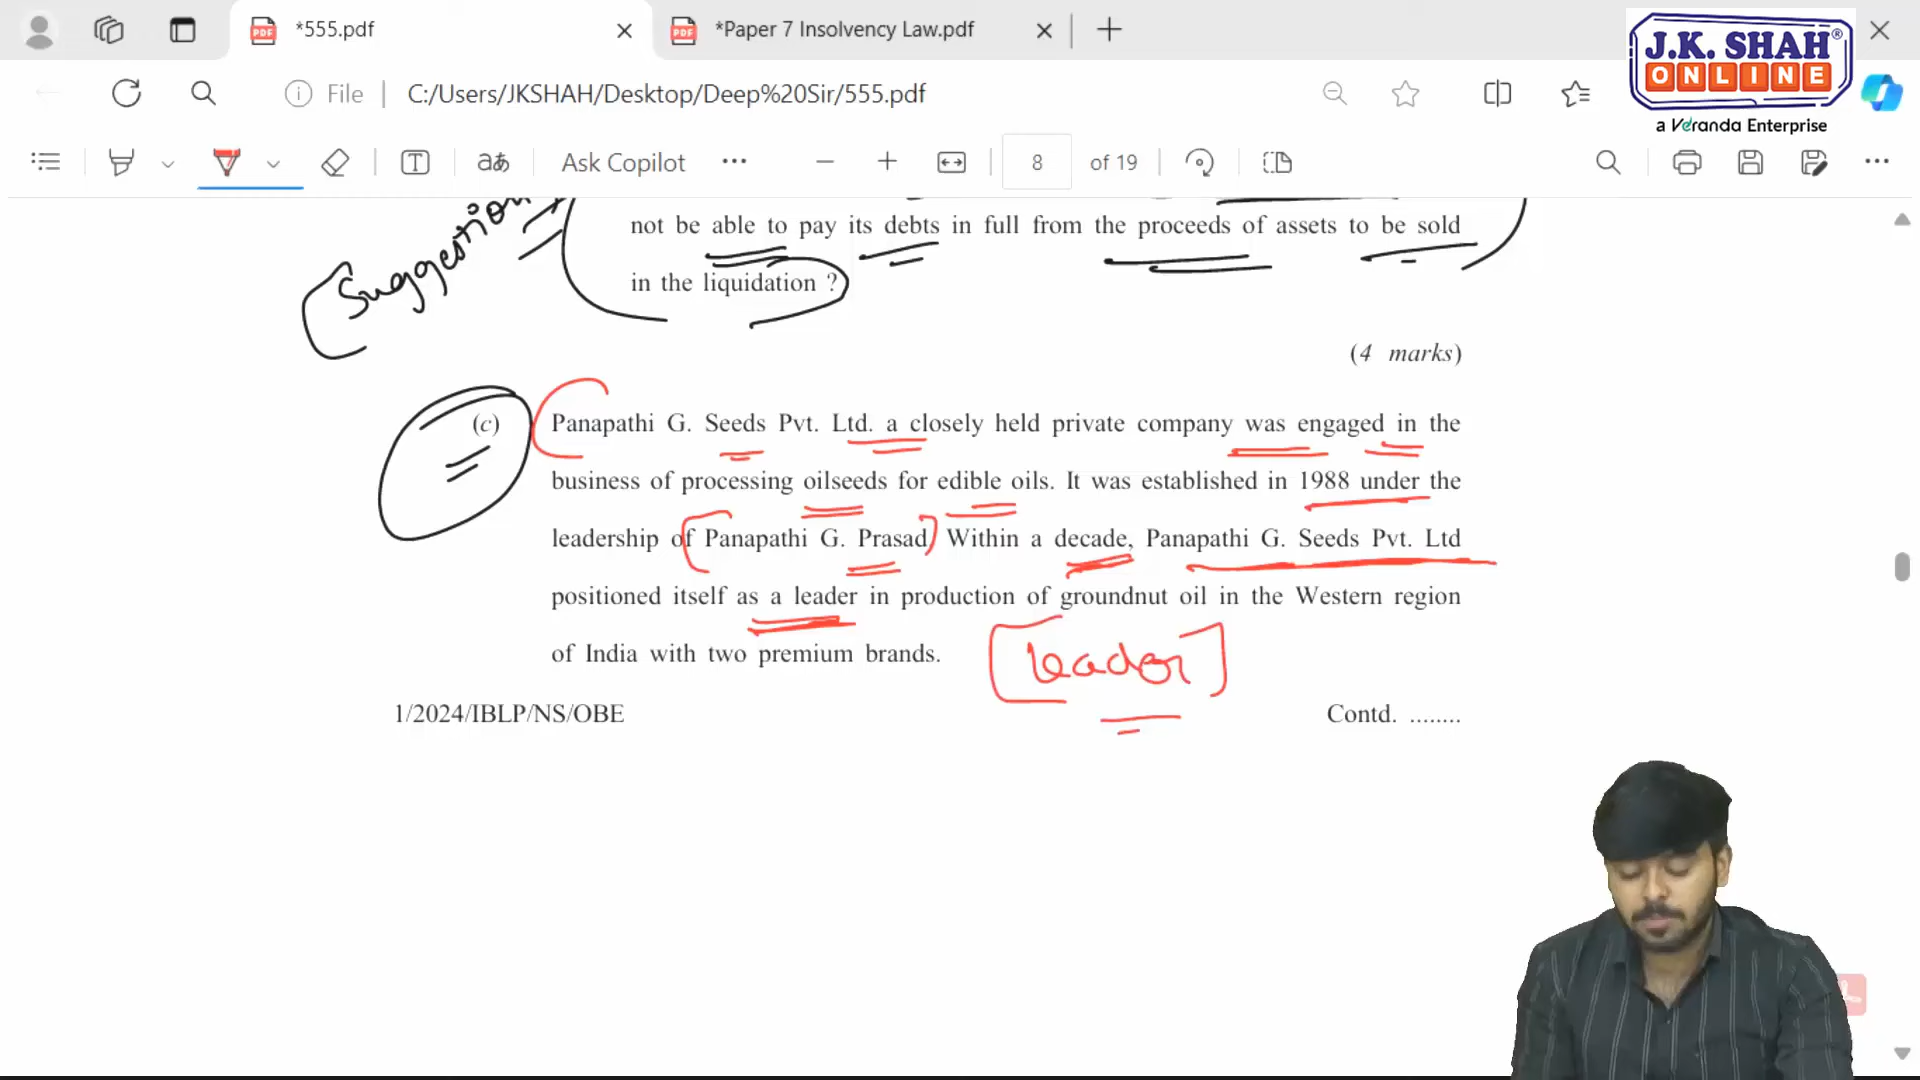 *555.pdf
*Paper 7 Insolvency Law.pdf
J.K. SHAH®
ONLINE
a Veranda Enterprise
File
C:/Users/JKSHAH/Desktop/Deep%20Sir/555.pdf
PDF
PDF
T
aあ
Ask Copilot
8
of 19
Suggestion
not be able to pay its debts in full from the proceeds of assets to be sold
in the liquidation ?
(4 marks)
(c) Panapathi G. Seeds Pvt. Ltd. a closely held private company was engaged in the
business of processing oilseeds for edible oils. It was established in 1988 under the
leadership of Panapathi G. Prasad. Within a decade, Panapathi G. Seeds Pvt. Ltd
positioned itself as a leader in production of groundnut oil in the Western region
of India with two premium brands.
leader
1/2024/IBLP/NS/OBE
Contd. ........